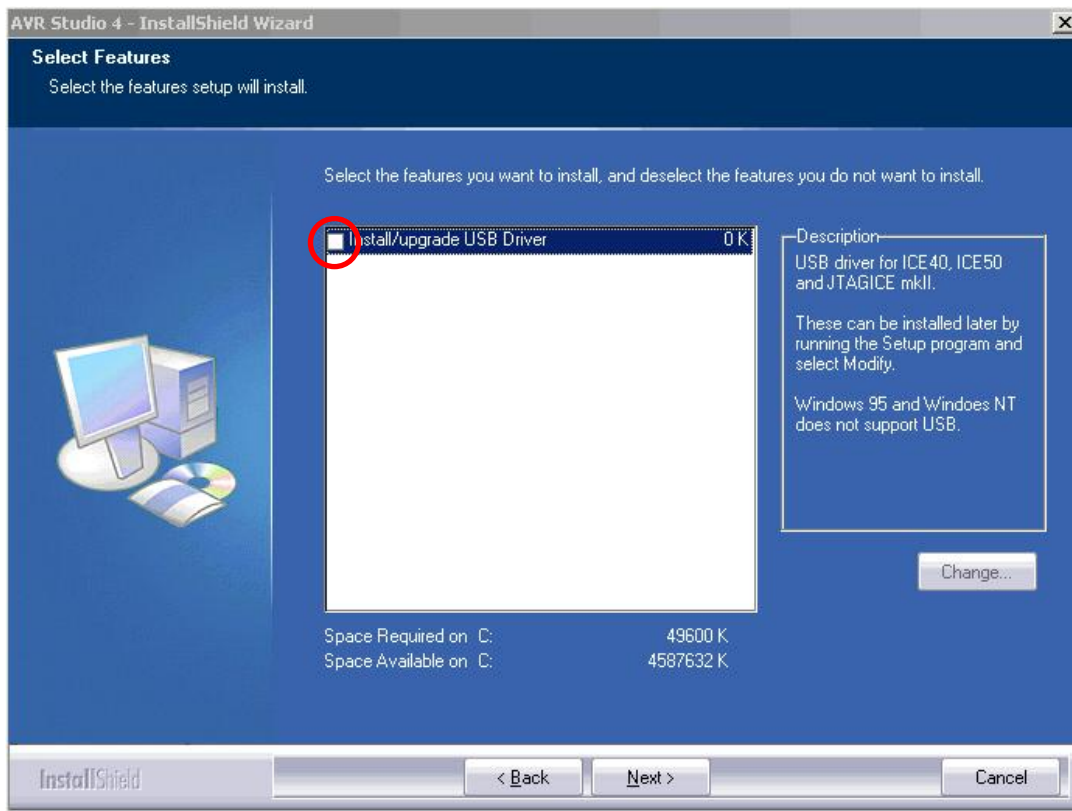 AVR Studio 4 - InstallShield Wizard
Select Features
Select the features setup will install.
Select the features you want to install, and deselect the features you do not want to install.
Install/upgrade USB Driver 0 K
Description
USB driver for ICE40, ICE50
and JTAGICE mkII.
These can be installed later by
running the Setup program and
select Modify.
Windows 95 and Windoes NT
does not support USB.
Change...
Space Required on C: 49600 K
Space Available on C: 4587632 K
InstallShield
< Back
Next >
Cancel